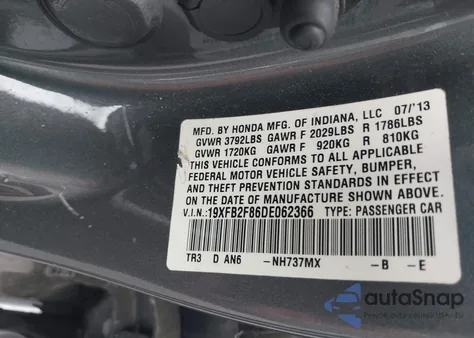 MFD. BY HONDA MFG. OF INDIANA, LLC 07/13
GVWR 3792LBS GAWR F 2029LBS R 1786LBS
GVWR 1720KG GAWR F 920KG R 810KG
THIS VEHICLE CONFORMS TO ALL APPLICABLE
FEDERAL MOTOR VEHICLE SAFETY, BUMPER,
AND THEFT PREVENTION STANDARDS IN EFFECT ON THE
DATE OF MANUFACTURE SHOWN ABOVE.
V.I.N.: 19XFB2F86DE062366 TYPE: PASSENGER CAR
TR3 D AN6 -NH737MX -B -E
autoSnap
POWERED BY